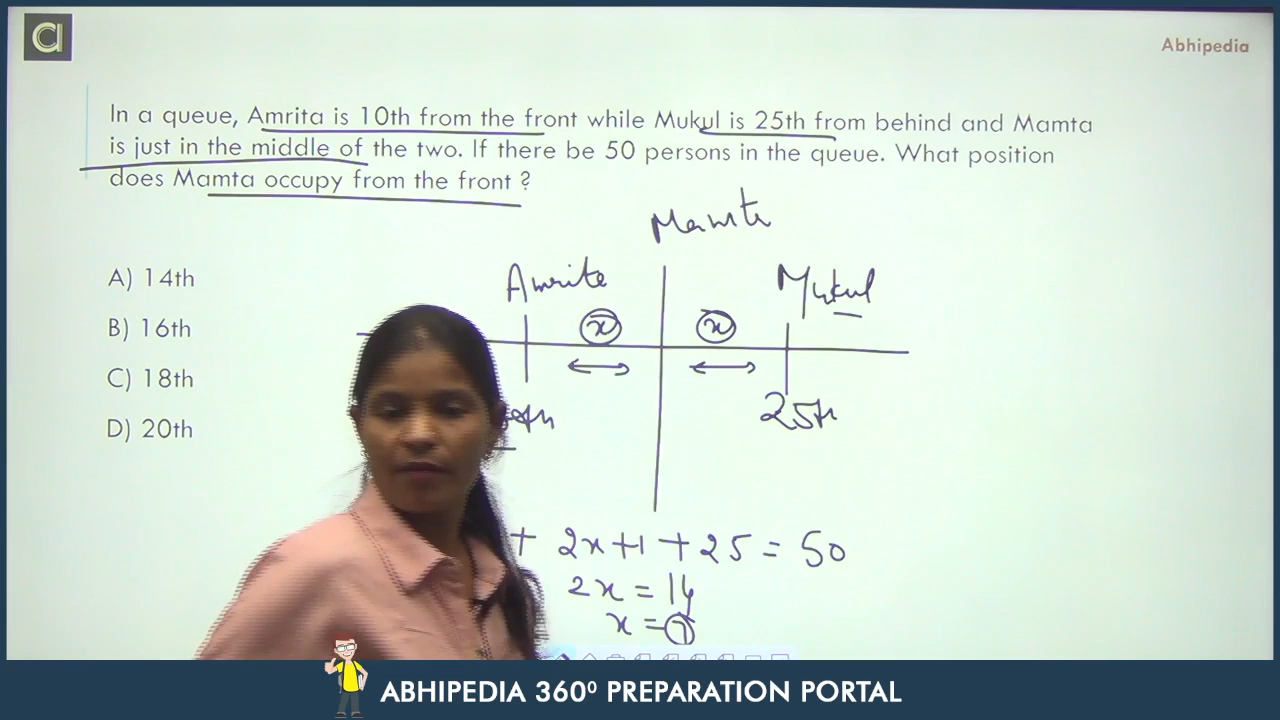 Abhipedia
In a queue, Amrita is 10th from the front while Mukul is 25th from behind and Mamta
is just in the middle of the two. If there be 50 persons in the queue. What position
does Mamta occupy from the front ?
Mamta
A) 14th
Amrita
Mukul
B) 16th
x
x
C) 18th
25th
D) 20th
+ 2x+1 + 25 = 50
2x = 14
x = 7
ABHIPEDIA 360⁰ PREPARATION PORTAL